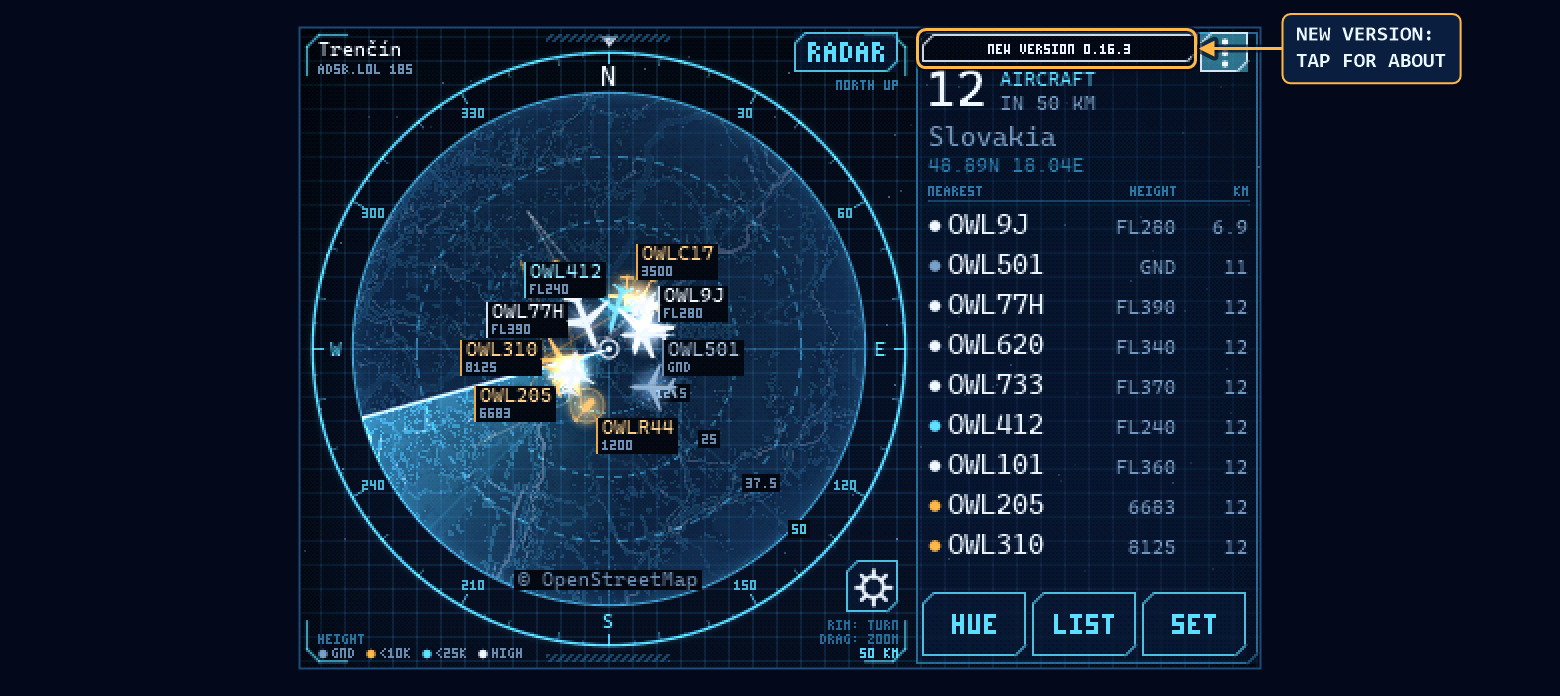 Trenčín
ADSB.LOL 185
RADAR
NORTH UP
N
330
30
300
60
W
E
240
120
210
150
S
OWLC17
3500
OWL412
FL240
OWL9J
FL280
OWL77H
FL390
OWL310
8125
OWL501
GND
OWL205
6683
OWLR44
1200
12.5
25
37.5
50
© OpenStreetMap
HEIGHT
GND <10K <25K HIGH
RIM: TURN
DRAG: ZOOM
50 KM
NEW VERSION 0.16.3
NEW VERSION:
TAP FOR ABOUT
12 AIRCRAFT
IN 50 KM
Slovakia
48.89N 18.04E
NEAREST HEIGHT KM
OWL9J FL280 6.9
OWL501 GND 11
OWL77H FL390 12
OWL620 FL340 12
OWL733 FL370 12
OWL412 FL240 12
OWL101 FL360 12
OWL205 6683 12
OWL310 8125 12
HUE LIST SET